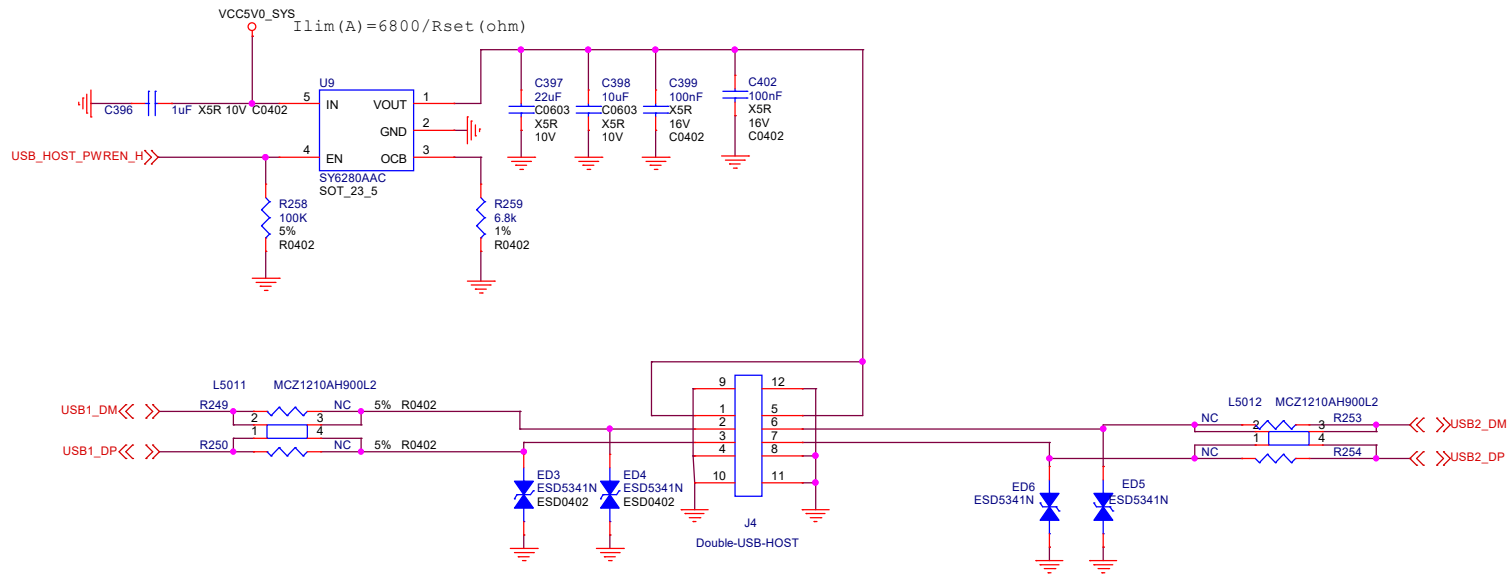 VCC5V0_SYS
Ilim(A)=6800/Rset(ohm)
U9
C396
1uF X5R 10V C0402
5 IN VOUT 1
GND 2
4 EN OCB 3
SY6280AAC
SOT_23_5
USB_HOST_PWREN_H
R258
100K
5%
R0402
R259
6.8k
1%
R0402
C397
22uF
C0603
X5R
10V
C398
10uF
C0603
X5R
10V
C399
100nF
X5R
16V
C0402
C402
100nF
X5R
16V
C0402
L5011 MCZ1210AH900L2
USB1_DM R249 NC 5% R0402
2 3
1 4
USB1_DP R250 NC 5% R0402
ED3
ESD5341N
ESD0402
ED4
ESD5341N
ESD0402
9 12
1 5
2 6
3 7
4 8
10 11
J4
Double-USB-HOST
L5012 MCZ1210AH900L2
NC 2 3 R253 USB2_DM
1 4
NC R254 USB2_DP
ED6
ESD5341N
ED5
ESD5341N